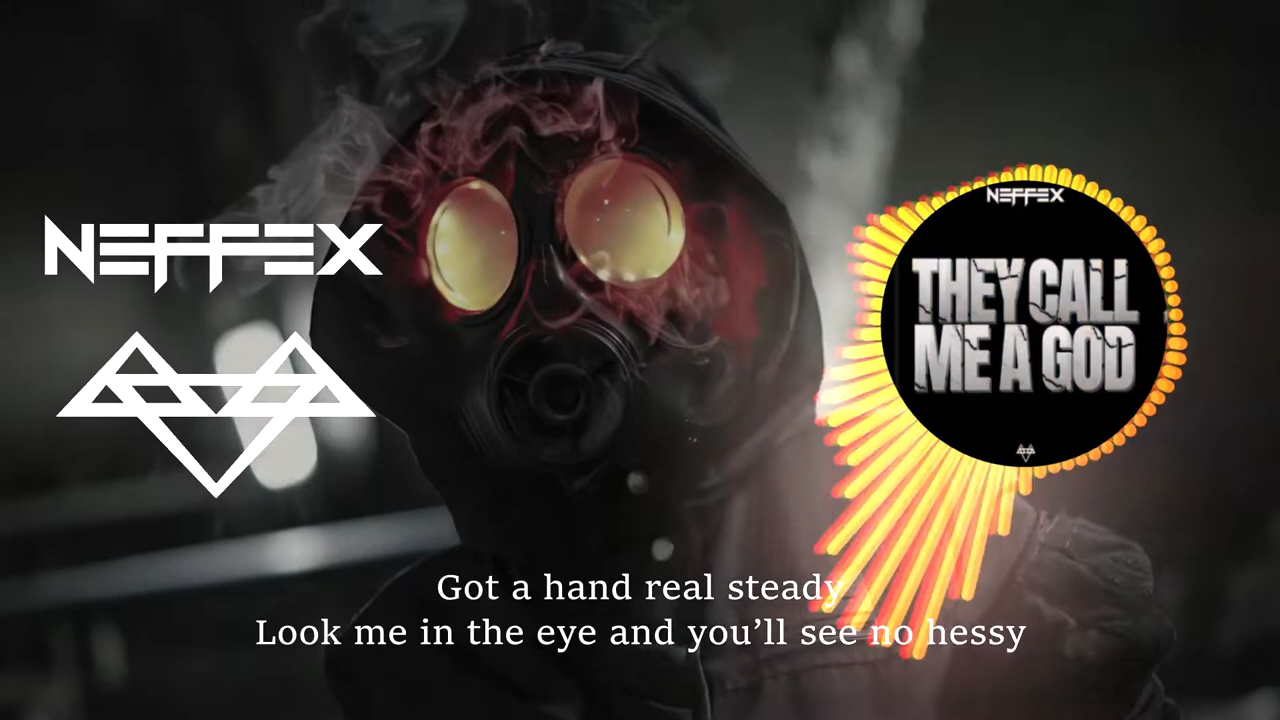 NEFFEX
NEFFEX
THEY CALL
ME A GOD
Got a hand real steady
Look me in the eye and you’ll see no hessy